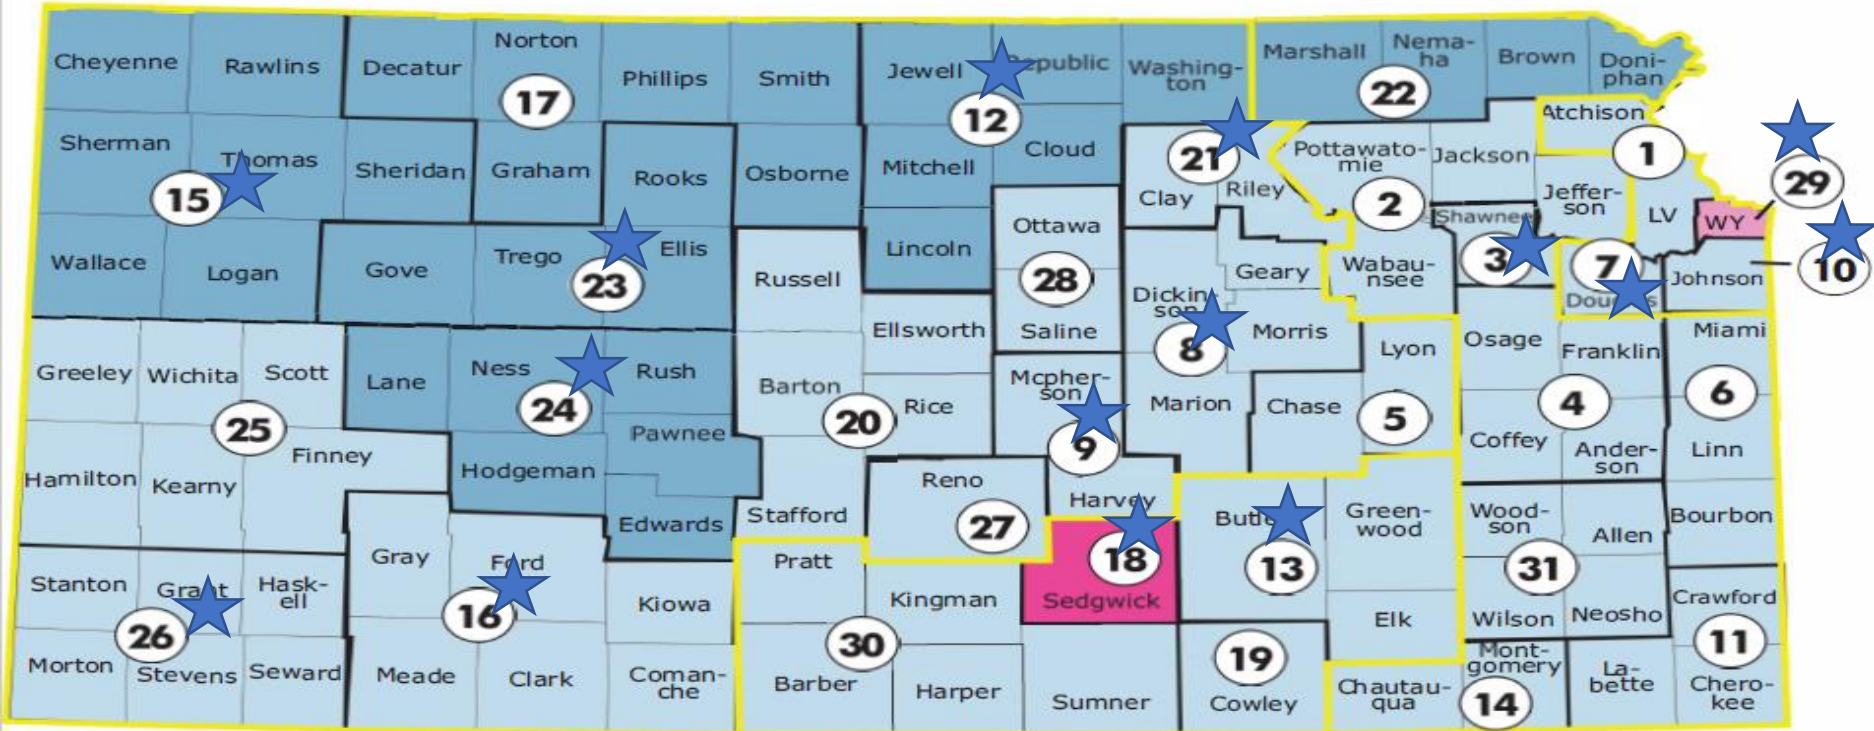 Cheyenne
Rawlins
Decatur
Norton
Phillips
Smith
Jewell
Republic
Washing-
ton
Marshall
Nema-
ha
Brown
Doni-
phan
17
12
22
Atchison
1
29
Sherman
Thomas
Sheridan
Graham
Rooks
Osborne
Mitchell
Cloud
21
Clay
Riley
Pottawato-
mie
Jackson
2
Jeffer-
son
LV
WY
15
Shawnee
3
7
10
Wallace
Logan
Gove
Trego
Ellis
23
Russell
Lincoln
Ottawa
28
Saline
Geary
Wabau-
nsee
Douglas
Johnson
Dickin-
son
8
Morris
Ellsworth
Lyon
Osage
Franklin
Miami
Greeley
Wichita
Scott
Lane
Ness
Rush
24
Barton
20
Rice
Mcpher-
son
9
Marion
Chase
5
4
6
25
Pawnee
Hamilton
Kearny
Finney
Hodgeman
Coffey
Ander-
son
Linn
Edwards
Stafford
Reno
27
Harvey
Butler
13
Green-
wood
Wood-
son
Allen
Bourbon
31
Stanton
Grant
Hask-
ell
Gray
Ford
16
Kiowa
Pratt
Kingman
18
Sedgwick
Elk
Wilson
Neosho
Crawford
11
26
30
19
Morton
Stevens
Seward
Meade
Clark
Coman-
che
Barber
Harper
Sumner
Cowley
Chautau-
qua
Mont-
gomery
14
La-
bette
Chero-
kee